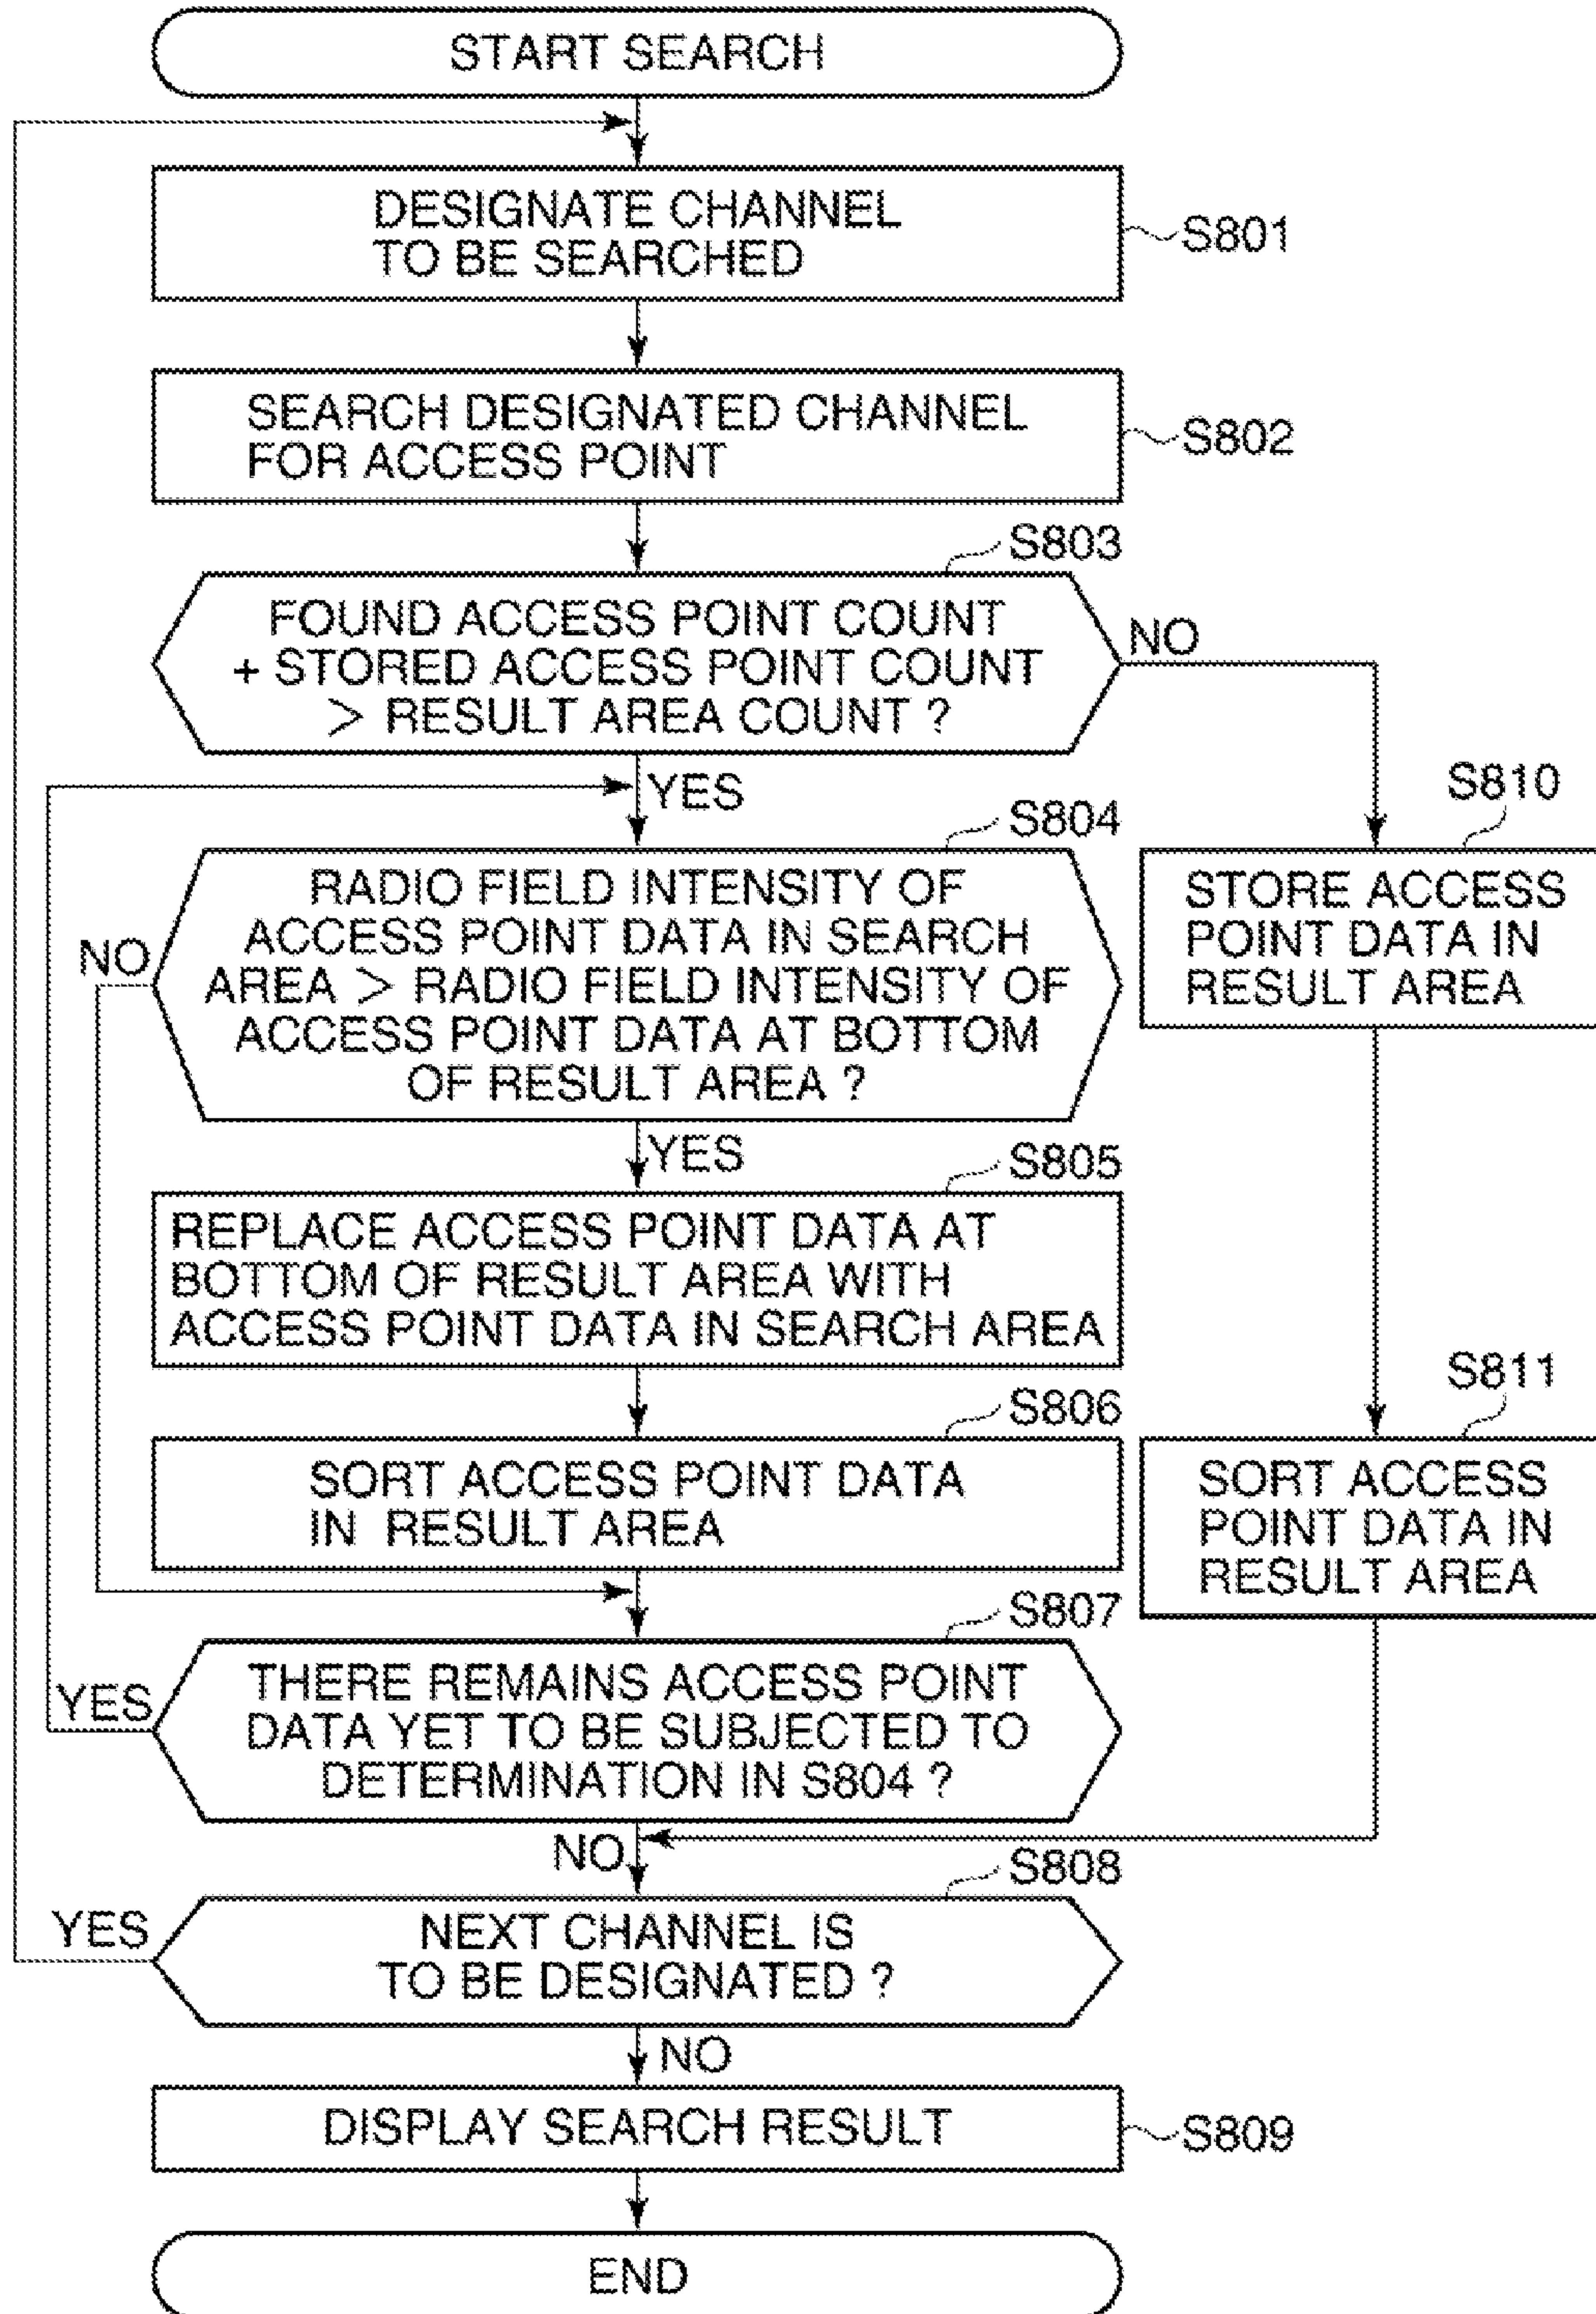 START SEARCH
DESIGNATE CHANNEL
TO BE SEARCHED
S801
SEARCH DESIGNATED CHANNEL
FOR ACCESS POINT
S802
S803
FOUND ACCESS POINT COUNT
+ STORED ACCESS POINT COUNT
> RESULT AREA COUNT ?
NO
YES
S804
RADIO FIELD INTENSITY OF
ACCESS POINT DATA IN SEARCH
AREA > RADIO FIELD INTENSITY OF
ACCESS POINT DATA AT BOTTOM
OF RESULT AREA ?
NO
YES
S810
STORE ACCESS
POINT DATA IN
RESULT AREA
S805
REPLACE ACCESS POINT DATA AT
BOTTOM OF RESULT AREA WITH
ACCESS POINT DATA IN SEARCH AREA
S806
SORT ACCESS POINT DATA
IN RESULT AREA
S811
SORT ACCESS
POINT DATA IN
RESULT AREA
S807
THERE REMAINS ACCESS POINT
DATA YET TO BE SUBJECTED TO
DETERMINATION IN S804 ?
YES
NO
S808
NEXT CHANNEL IS
TO BE DESIGNATED ?
YES
NO
DISPLAY SEARCH RESULT
S809
END